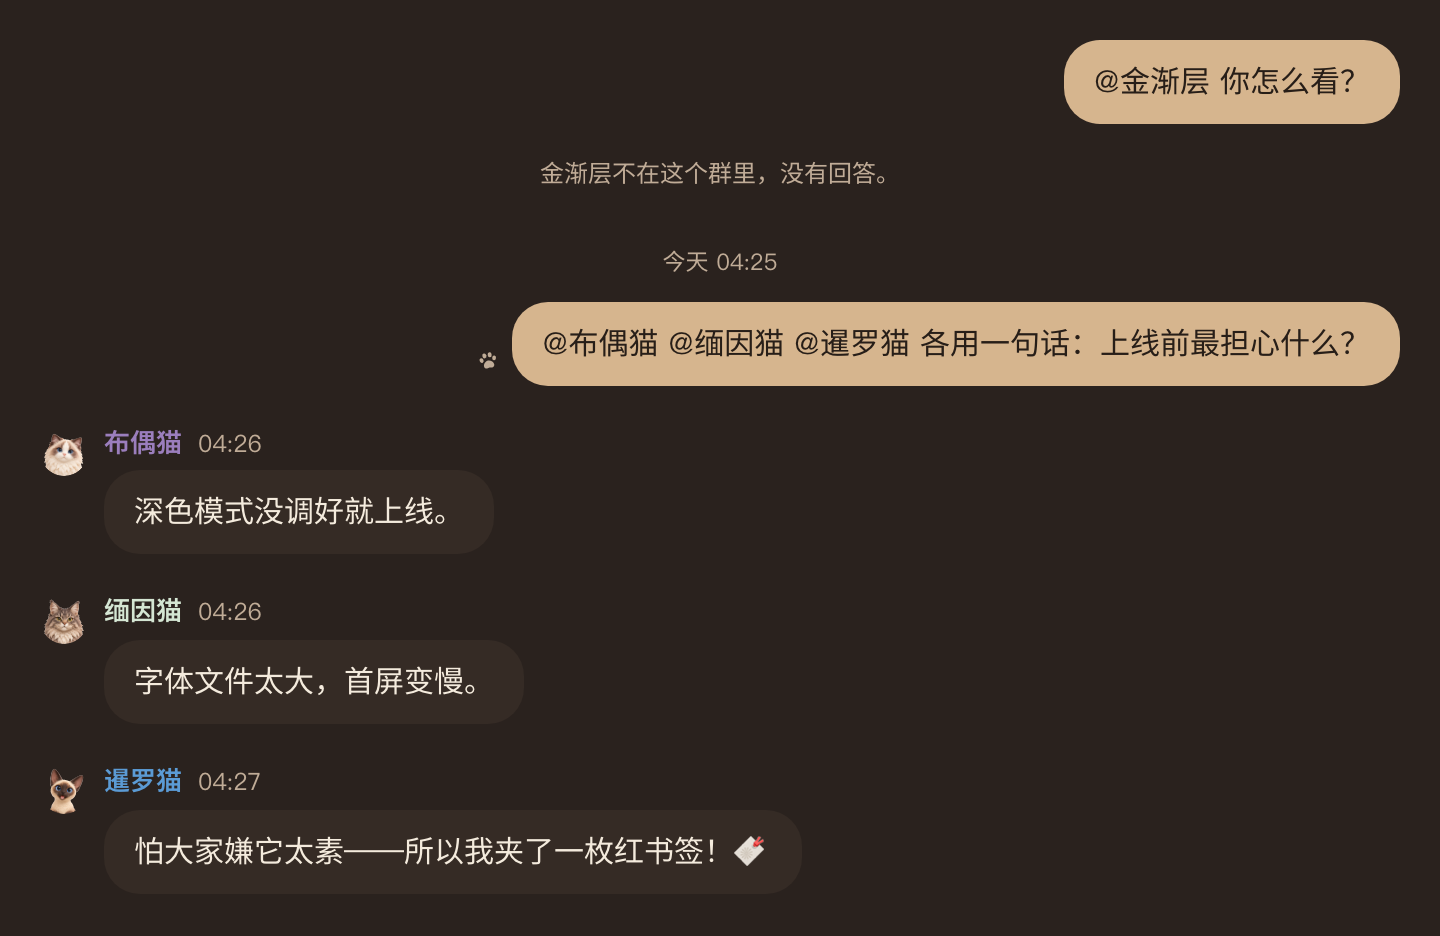 @金渐层 你怎么看？
金渐层不在这个群里，没有回答。
今天 04:25
@布偶猫 @缅因猫 @暹罗猫 各用一句话：上线前最担心什么？
布偶猫 04:26
深色模式没调好就上线。
缅因猫 04:26
字体文件太大，首屏变慢。
暹罗猫 04:27
怕大家嫌它太素——所以我夹了一枚红书签！